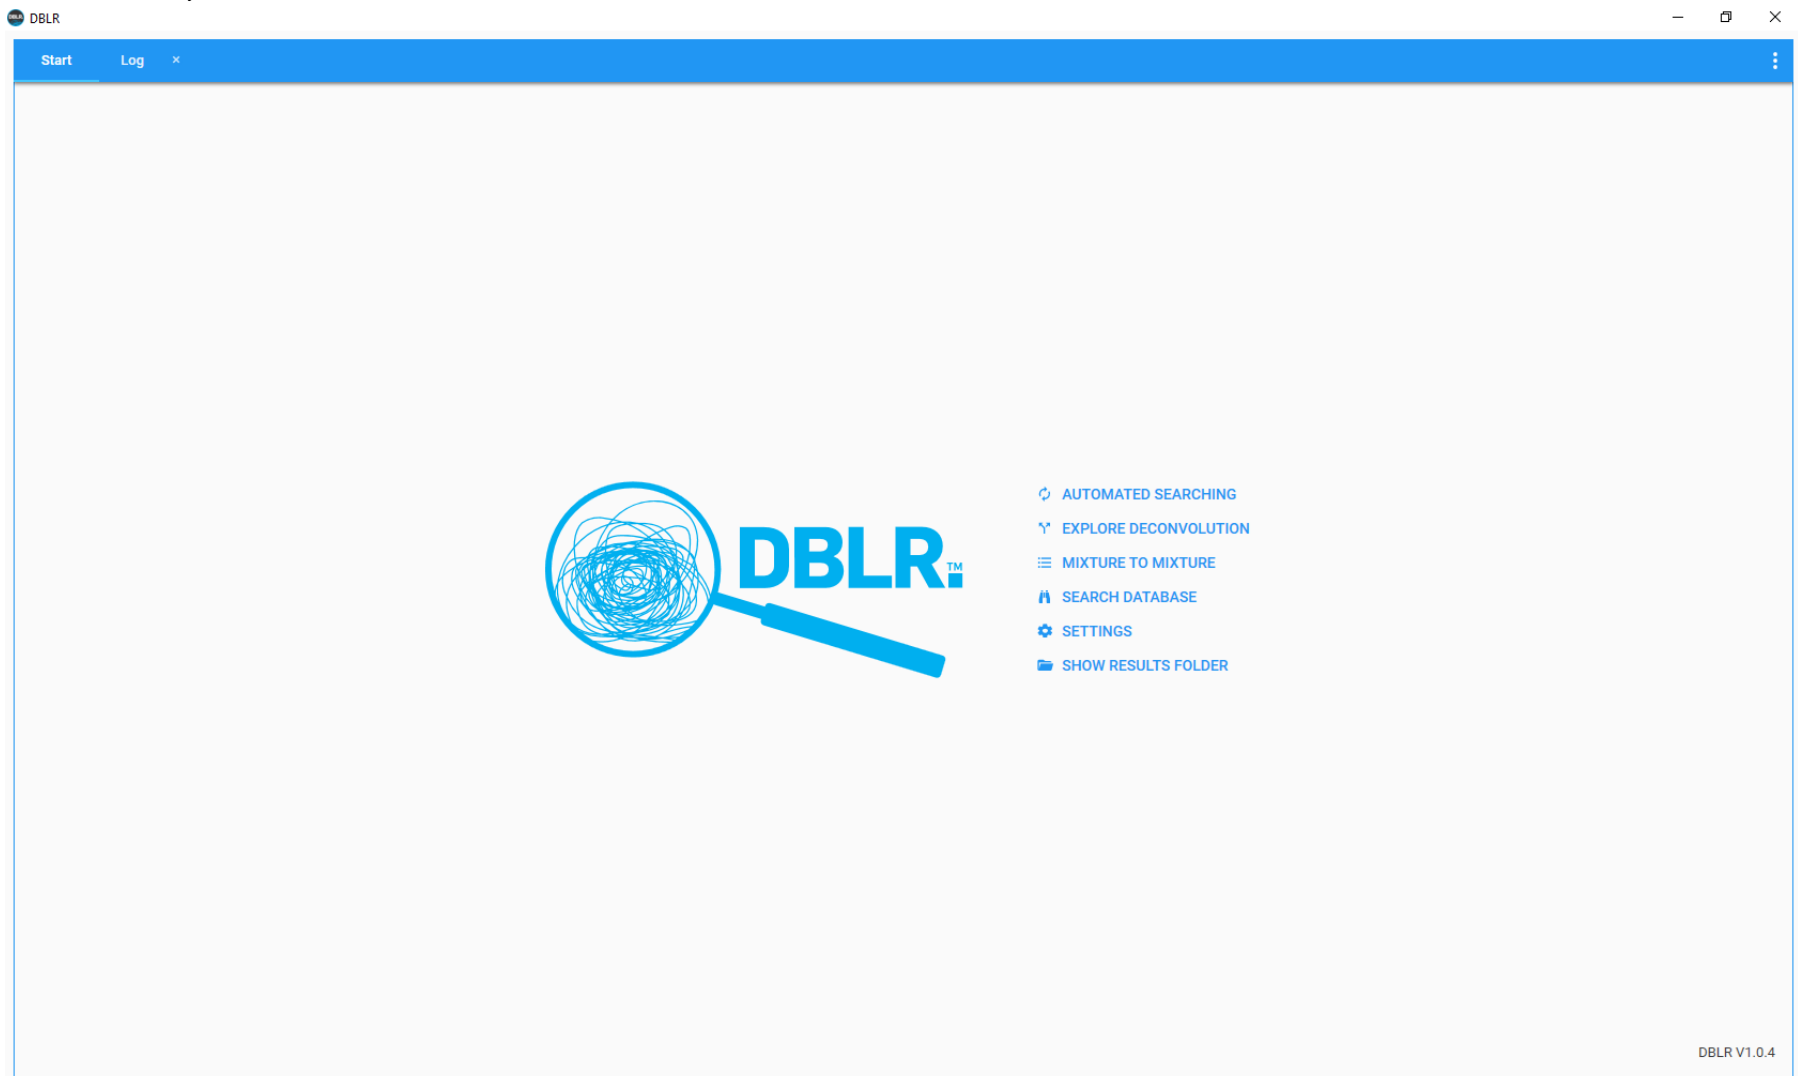 DBLR
Start Log ×
DBLR.™
AUTOMATED SEARCHING
EXPLORE DECONVOLUTION
MIXTURE TO MIXTURE
SEARCH DATABASE
SETTINGS
SHOW RESULTS FOLDER
DBLR V1.0.4